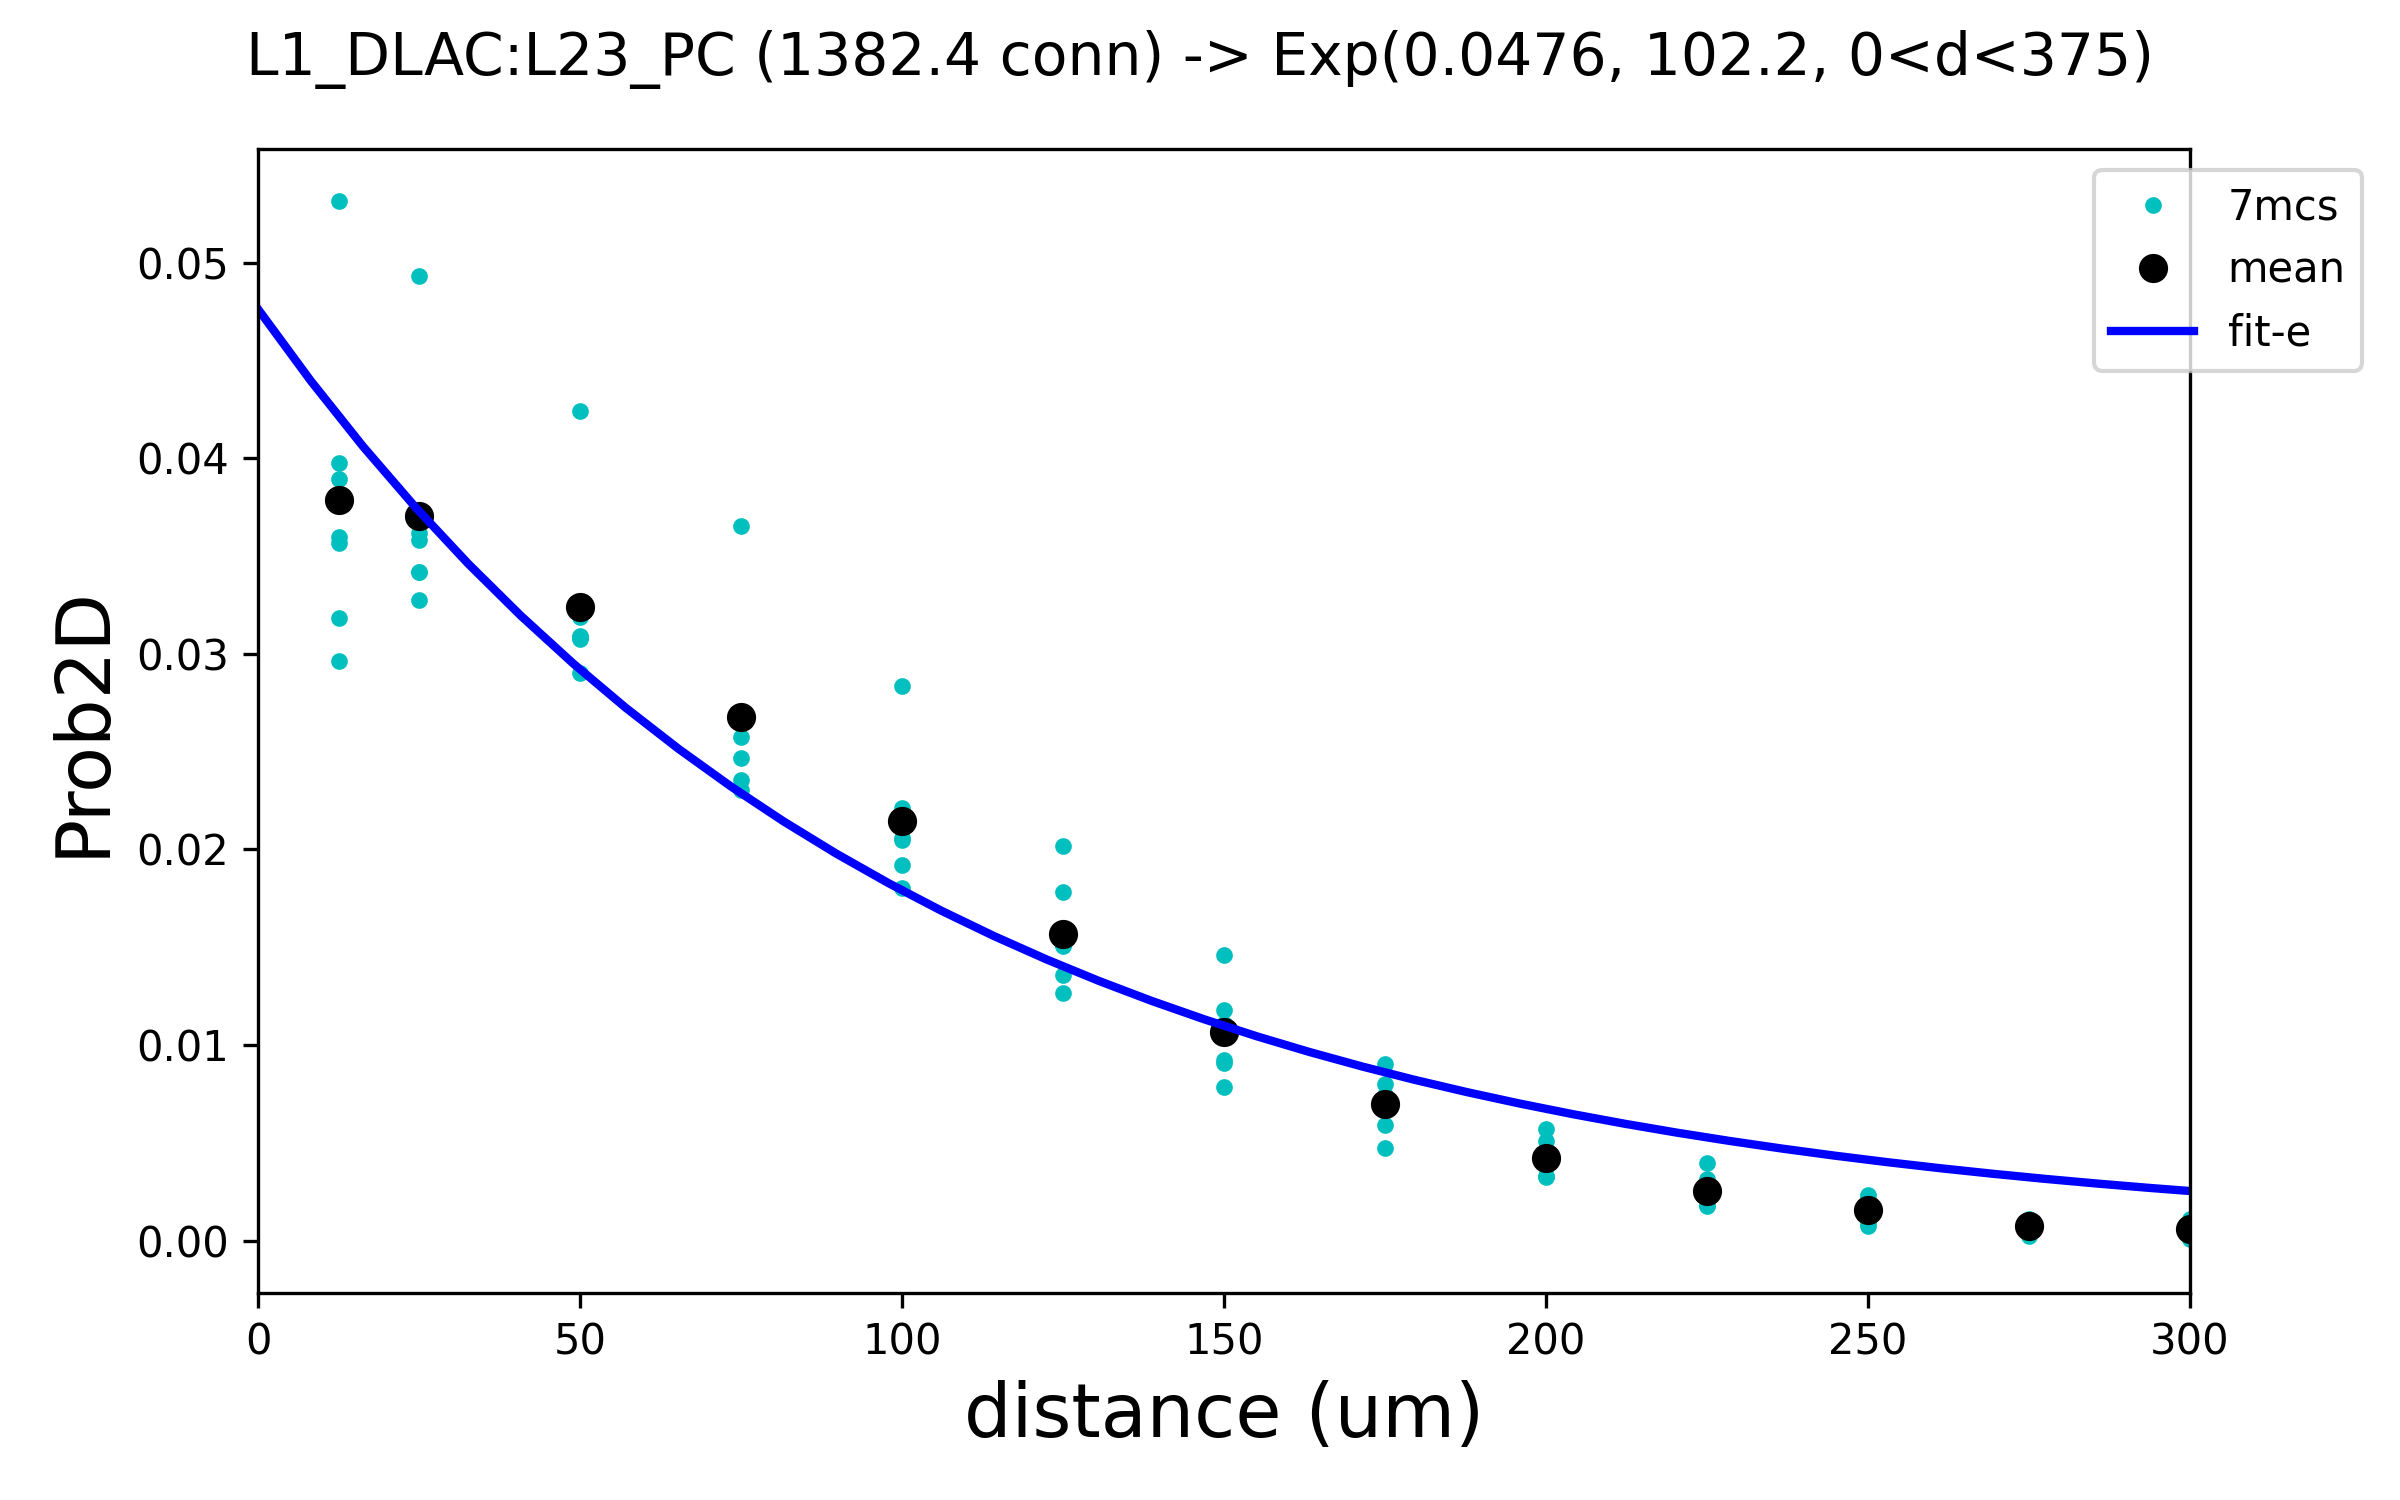 L1_DLAC:L23_PC (1382.4 conn) -> Exp(0.0476, 102.2, 0<d<375)
7mcs
mean
fit-e
0.05
0.04
0.03
0.02
0.01
0.00
Prob2D
0 50 100 150 200 250 300
distance (um)